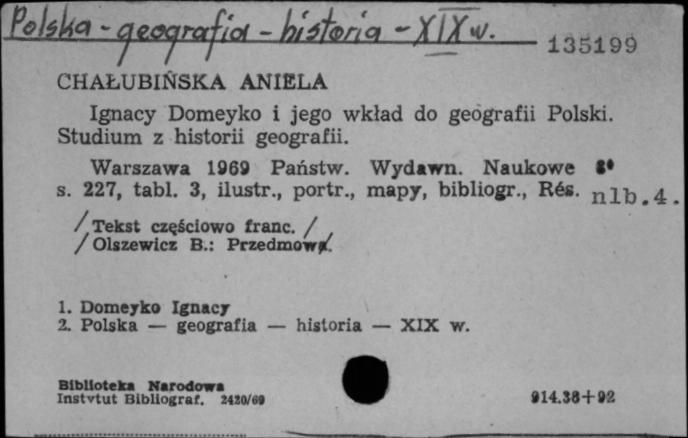 Polska - geografia - historia - XIX w.
135199
CHAŁUBIŃSKA ANIELA
Ignacy Domeyko i jego wkład do geografii Polski.
Studium z historii geografii.
Warszawa 1969 Państw. Wydawn. Naukowe 8°
s. 227, tabl. 3, ilustr., portr., mapy, bibliogr., Rés. nlb.4.
/Tekst częściowo franc./
/Olszewicz B.: Przedmowa/.
1. Domeyko Ignacy
2. Polska — geografia — historia — XIX w.
Biblioteka Narodowa
Instytut Bibliograf. 2420/69
914.38+92